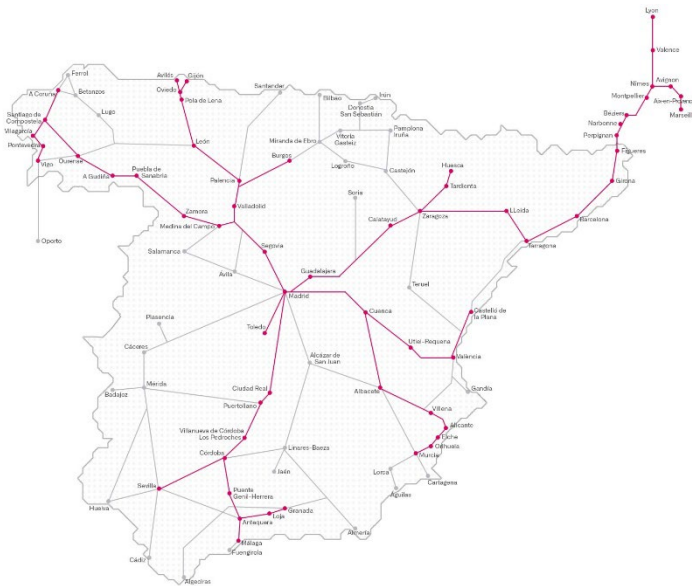 Lyon
Valence
Nîmes
Avignon
Montpellier
Aix-en-Provence
Marseille
Béziers
Narbonne
Perpignan
Figueres
Girona
Barcelona
Tarragona
LLeida
Ferrol
A Coruña
Betanzos
Lugo
Santiago de
Compostela
Vilagarcía
Pontevedra
Vigo
Ourense
A Gudiña
Puebla de
Sanabria
Oporto
Avilés
Gijón
Oviedo
Pola de Lena
León
Santander
Bilbao
Irún
Donostia
San Sebastián
Miranda de Ebro
Vitoria
Gasteiz
Pamplona
Iruña
Logroño
Castejón
Burgos
Palencia
Valladolid
Zamora
Medina del Campo
Salamanca
Ávila
Segovia
Soria
Huesca
Tardienta
Zaragoza
Calatayud
Guadalajara
Madrid
Teruel
Toledo
Plasencia
Cáceres
Mérida
Badajoz
Cuenca
Castelló de
la Plana
València
Alcázar de
San Juan
Albacete
Gandía
Villena
Alicante
Elche
Orihuela
Murcia
Lorca
Cartagena
Águilas
Ciudad Real
Puertollano
Villanueva de Córdoba
Los Pedroches
Córdoba
Linares-Baeza
Jaén
Sevilla
Huelva
Puente
Genil-Herrera
Antequera
Loja
Granada
Málaga
Fuengirola
Almería
Cádiz
Algeciras